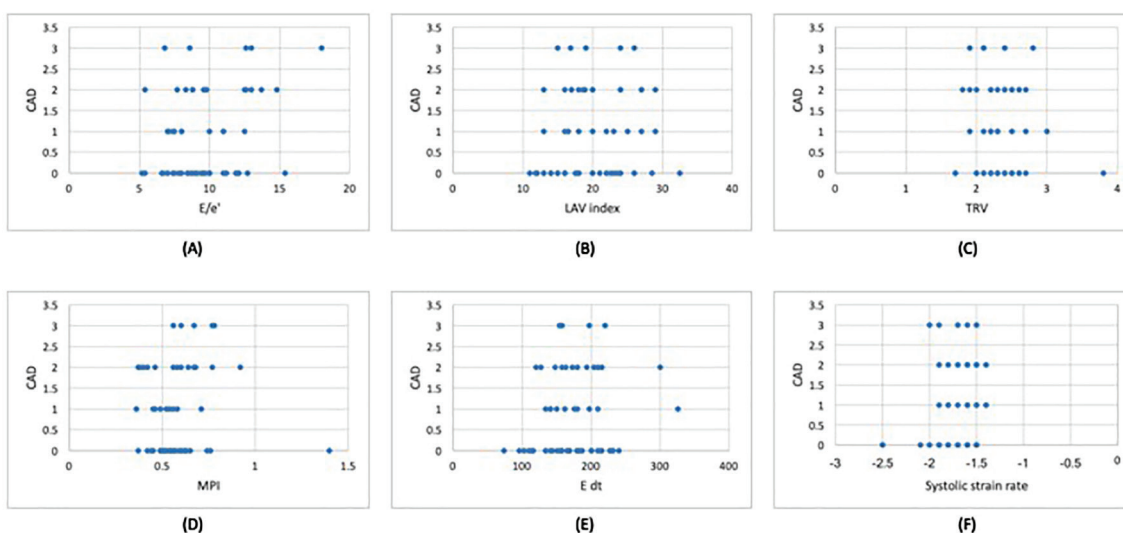 3.5
3
2.5
2
1.5
1
0.5
0
CAD
0 5 10 15 20
E/e'
(A)
3.5
3
2.5
2
1.5
1
0.5
0
CAD
0 10 20 30 40
LAV index
(B)
3.5
3
2.5
2
1.5
1
0.5
0
CAD
0 1 2 3 4
TRV
(C)
3.5
3
2.5
2
1.5
1
0.5
0
CAD
0 0.5 1 1.5
MPI
(D)
3.5
3
2.5
2
1.5
1
0.5
0
CAD
0 100 200 300 400
E dt
(E)
3.5
3
2.5
2
1.5
1
0.5
0
CAD
-3 -2.5 -2 -1.5 -1 -0.5 0
Systolic strain rate
(F)